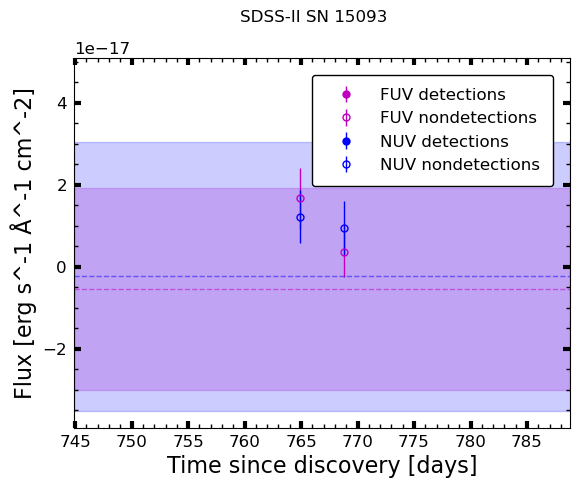 SDSS-II SN 15093
1e−17
FUV detections
FUV nondetections
NUV detections
NUV nondetections
4
2
0
−2
Flux [erg s^-1 Å^-1 cm^-2]
745 750 755 760 765 770 775 780 785
Time since discovery [days]